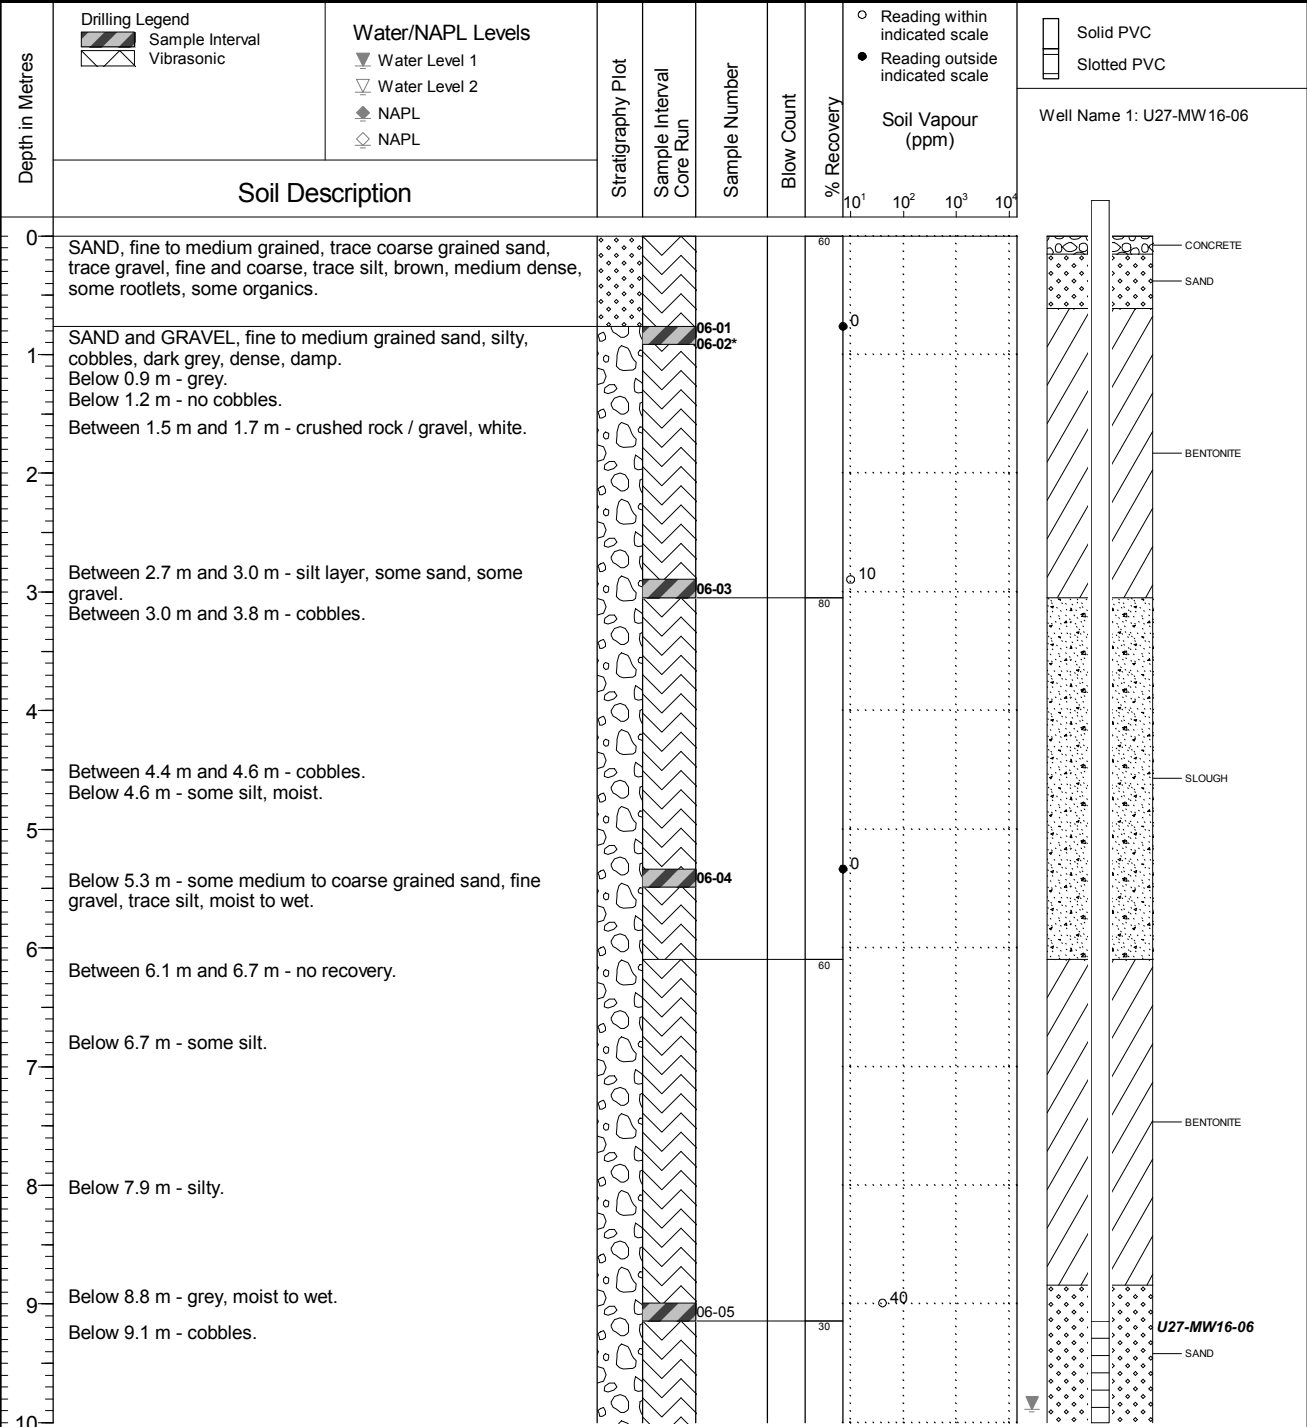 Drilling Legend
Sample Interval
Vibrasonic
Water/NAPL Levels
Water Level 1
Water Level 2
NAPL
NAPL
Depth in Metres
Soil Description
Stratigraphy Plot
Sample Interval
Core Run
Sample Number
Blow Count
% Recovery
Reading within
indicated scale
Reading outside
indicated scale
Soil Vapour
(ppm)
10¹ 10² 10³ 10⁴
Solid PVC
Slotted PVC
Well Name 1: U27-MW16-06
0
SAND, fine to medium grained, trace coarse grained sand,
trace gravel, fine and coarse, trace silt, brown, medium dense,
some rootlets, some organics.
60
CONCRETE
SAND
06-01
0
SAND and GRAVEL, fine to medium grained sand, silty,
cobbles, dark grey, dense, damp.
06-02*
1
Below 0.9 m - grey.
Below 1.2 m - no cobbles.
Between 1.5 m and 1.7 m - crushed rock / gravel, white.
BENTONITE
2
Between 2.7 m and 3.0 m - silt layer, some sand, some
gravel.
10
3
06-03
80
Between 3.0 m and 3.8 m - cobbles.
4
Between 4.4 m and 4.6 m - cobbles.
Below 4.6 m - some silt, moist.
SLOUGH
5
Below 5.3 m - some medium to coarse grained sand, fine
gravel, trace silt, moist to wet.
06-04
0
6
60
Between 6.1 m and 6.7 m - no recovery.
Below 6.7 m - some silt.
7
BENTONITE
8
Below 7.9 m - silty.
Below 8.8 m - grey, moist to wet.
40
9
06-05
30
Below 9.1 m - cobbles.
U27-MW16-06
SAND
10